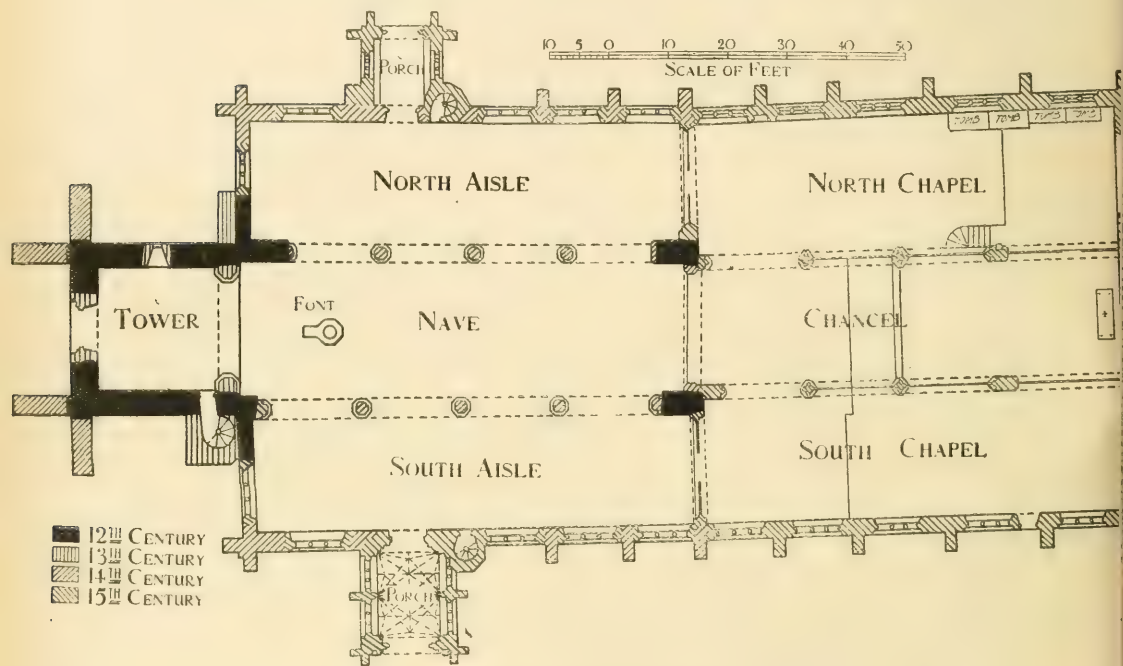 10 5 0 10 20 30 40 50
SCALE OF FEET
PORCH
TOMB TOMB TOMB TOMB
NORTH AISLE
NORTH CHAPEL
TOWER
FONT
NAVE
CHANCEL
SOUTH AISLE
SOUTH CHAPEL
PORCH
12TH CENTURY
13TH CENTURY
14TH CENTURY
15TH CENTURY